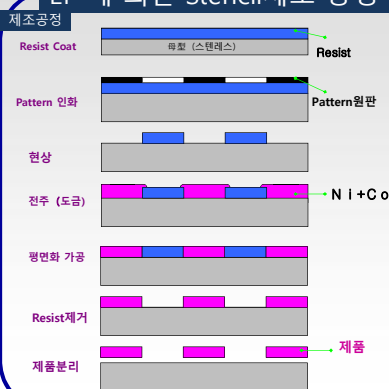 제조공정
Resist Coat
母型 (스텐레스)
Resist
Pattern 인화
Pattern원판
현상
전주 (도금)
N i +C o
평면화 가공
Resist제거
제품
제품분리